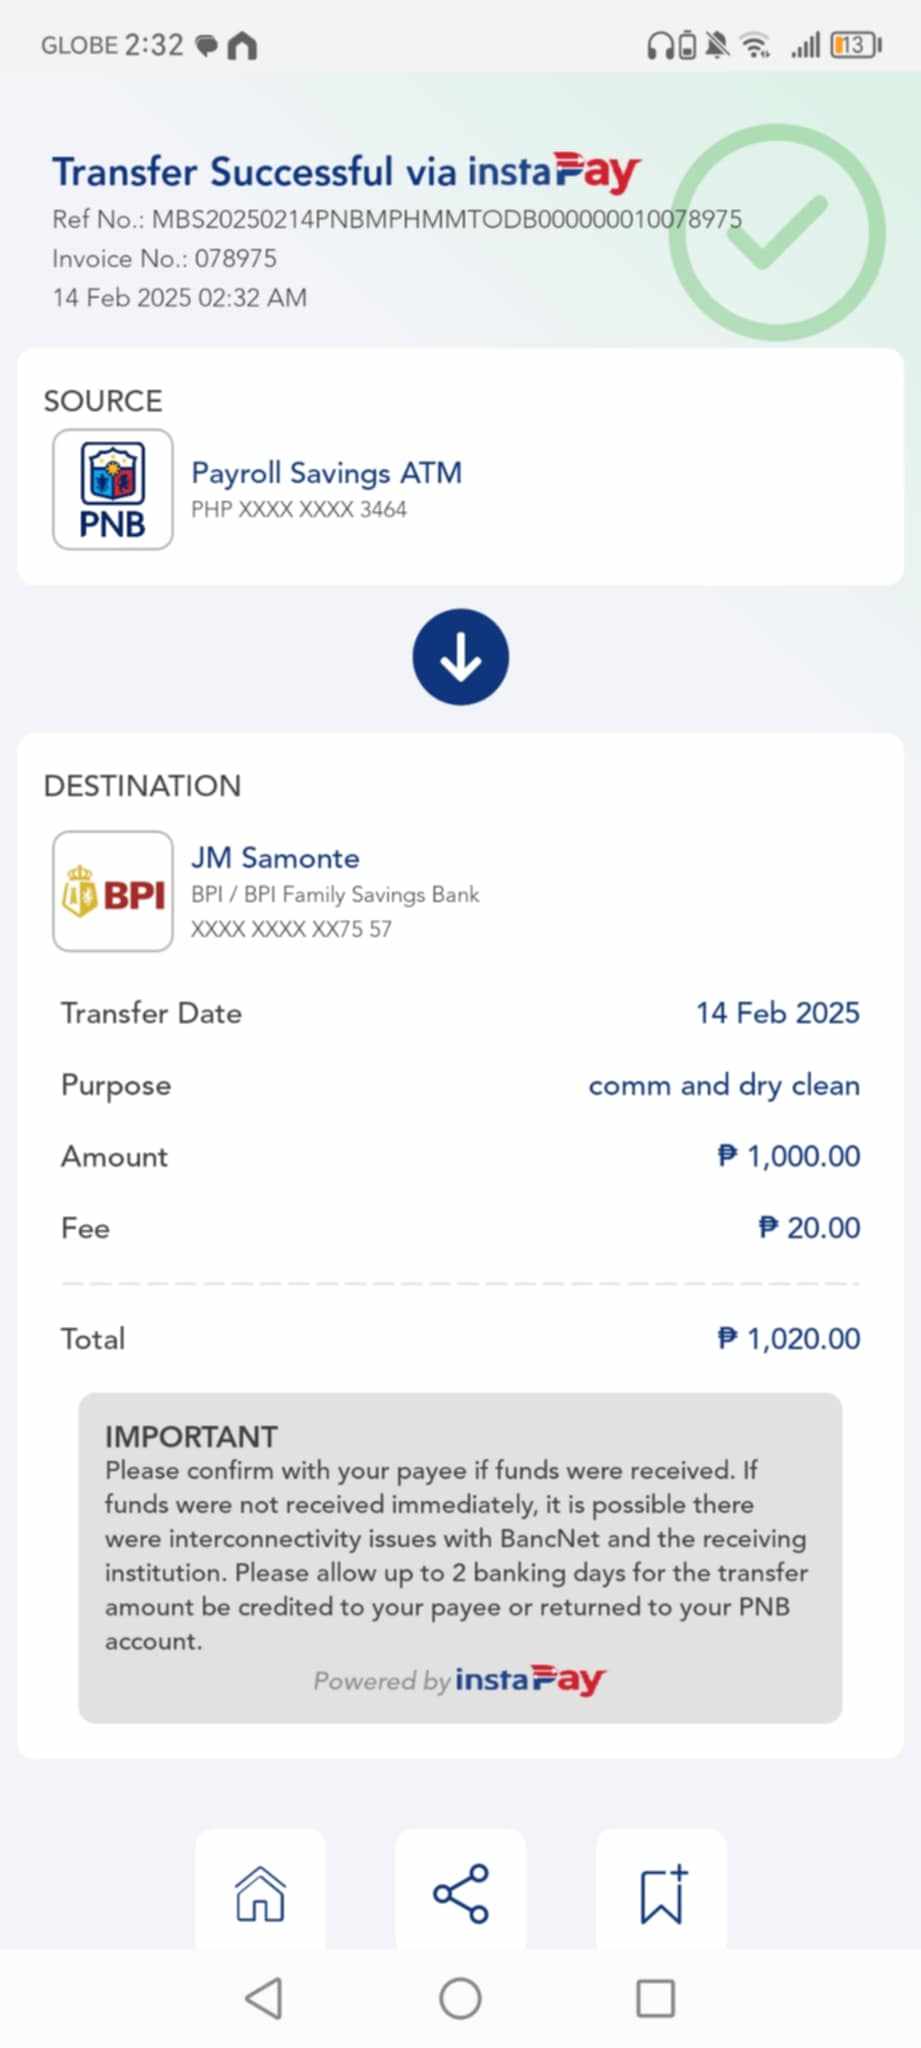 GLOBE 2:32
13
Transfer Successful via instaPay
Ref No.: MBS20250214PNBMPHMMTODB000000010078975
Invoice No.: 078975
14 Feb 2025 02:32 AM
SOURCE
PNB
Payroll Savings ATM
PHP XXXX XXXX 3464
DESTINATION
BPI
JM Samonte
BPI / BPI Family Savings Bank
XXXX XXXX XX75 57
Transfer Date 14 Feb 2025
Purpose comm and dry clean
Amount ₱ 1,000.00
Fee ₱ 20.00
Total ₱ 1,020.00
IMPORTANT
Please confirm with your payee if funds were received. If
funds were not received immediately, it is possible there
were interconnectivity issues with BancNet and the receiving
institution. Please allow up to 2 banking days for the transfer
amount be credited to your payee or returned to your PNB
account.
Powered by instaPay